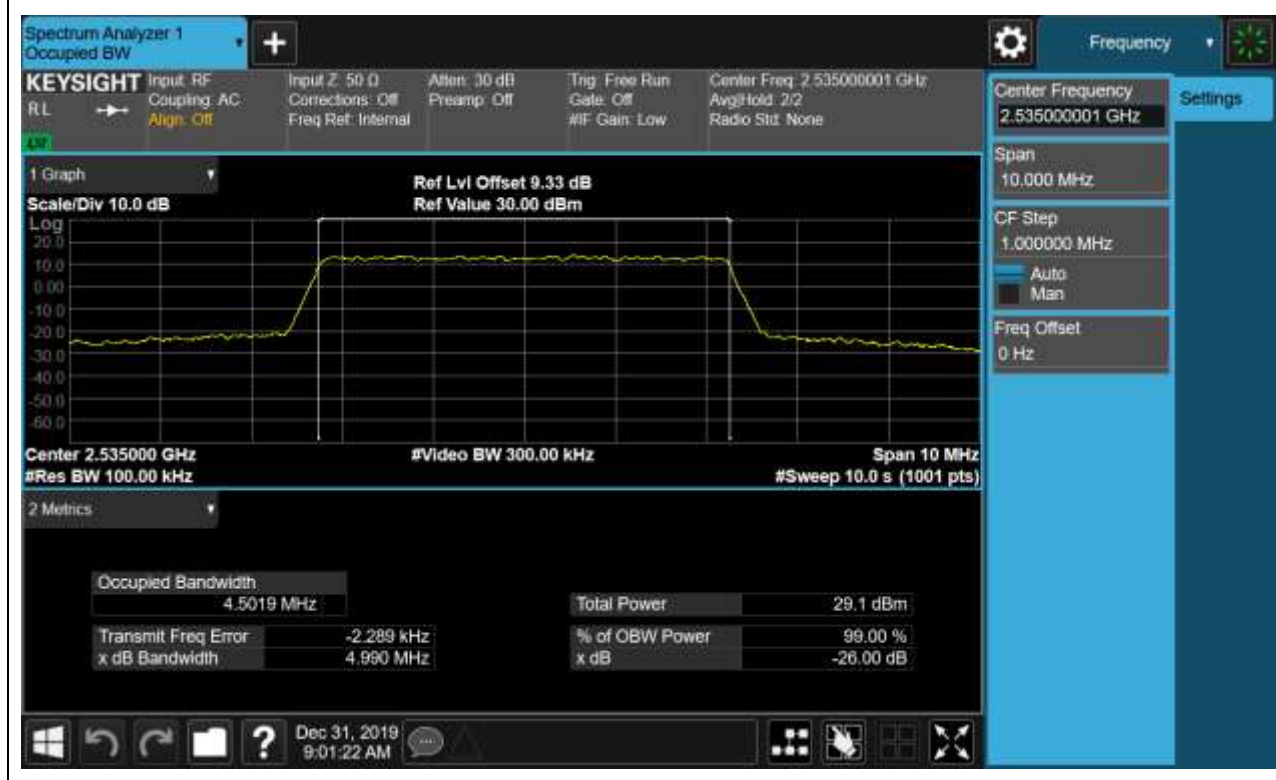 Spectrum Analyzer 1
Occupied BW
Frequency
KEYSIGHT
RL
Input: RF
Coupling: AC
Align: Off
Input Z: 50 Ω
Corrections: Off
Freq Ref: Internal
Atten: 30 dB
Preamp: Off
Trig: Free Run
Gate: Off
#IF Gain: Low
Center Freq: 2.535000001 GHz
Avg|Hold: 2/2
Radio Std: None
Center Frequency
2.535000001 GHz
Settings
Span
10.000 MHz
CF Step
1.000000 MHz
Auto
Man
Freq Offset
0 Hz
1 Graph
Scale/Div 10.0 dB
Ref Lvl Offset 9.33 dB
Ref Value 30.00 dBm
Log
20.0
10.0
0.00
-10.0
-20.0
-30.0
-40.0
-50.0
-60.0
Center 2.535000 GHz
#Video BW 300.00 kHz
Span 10 MHz
#Res BW 100.00 kHz
#Sweep 10.0 s (1001 pts)
2 Metrics
Occupied Bandwidth
4.5019 MHz
Total Power 29.1 dBm
Transmit Freq Error -2.289 kHz
% of OBW Power 99.00 %
x dB Bandwidth 4.990 MHz
x dB -26.00 dB
?
Dec 31, 2019
9:01:22 AM